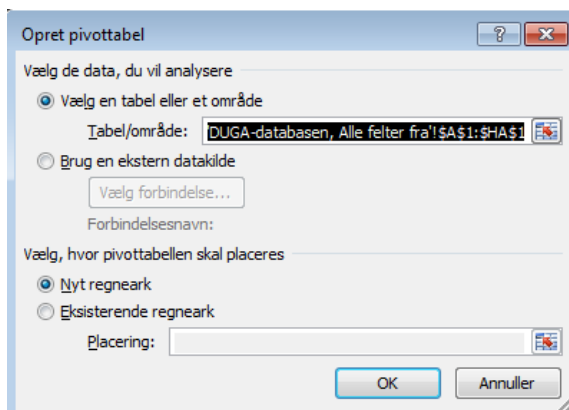 Opret pivottabel
Vælg de data, du vil analysere
Vælg en tabel eller et område
Tabel/område: 'DUGA-databasen, Alle felter fra'!$A$1:$HA$1
Brug en ekstern datakilde
Vælg forbindelse...
Forbindelsesnavn:
Vælg, hvor pivottabellen skal placeres
Nyt regneark
Eksisterende regneark
Placering:
OK Annuller